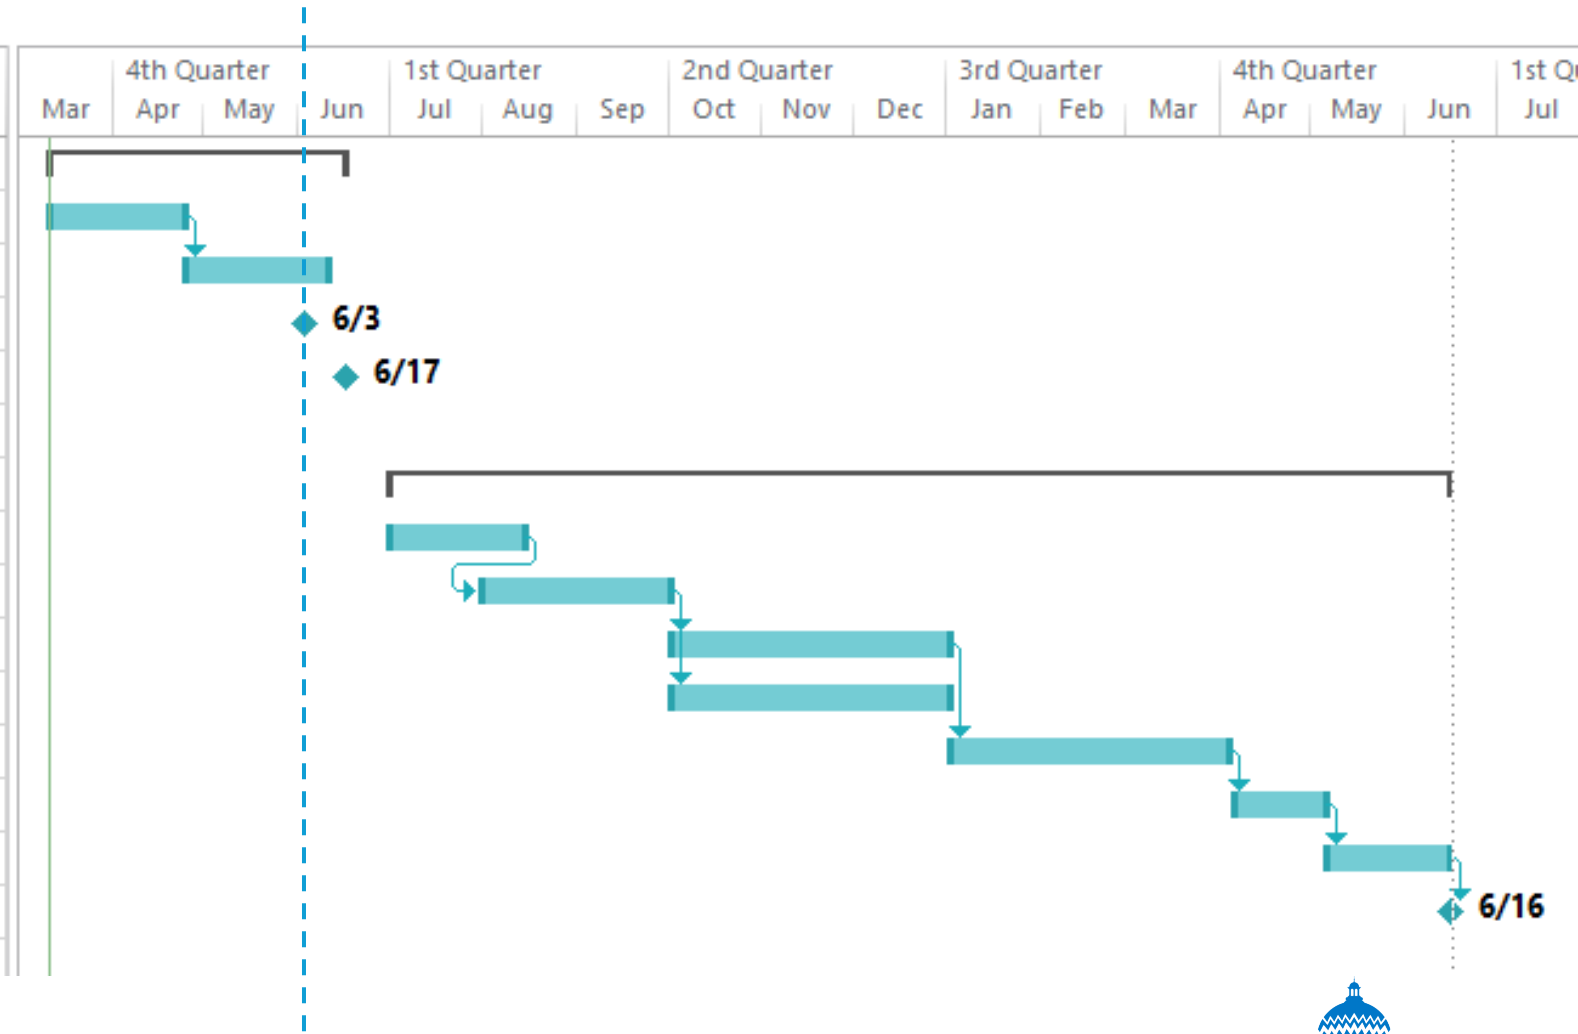 4th Quarter 1st Quarter 2nd Quarter 3rd Quarter 4th Quarter 1st Qu
Mar Apr May Jun Jul Aug Sep Oct Nov Dec Jan Feb Mar Apr May Jun Jul
6/3
6/17
6/16